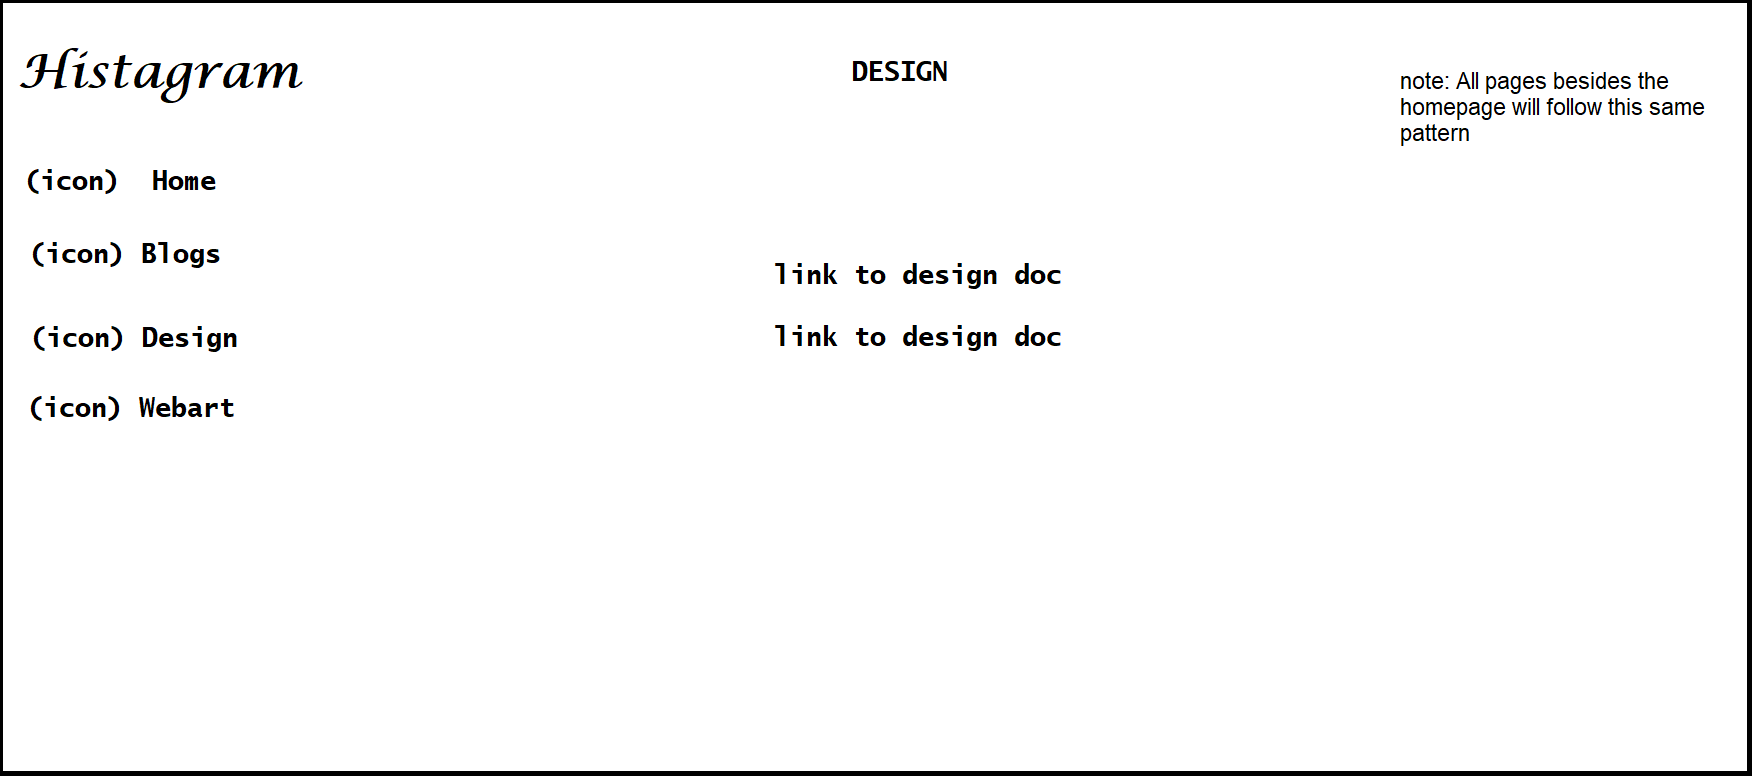 Histagram
DESIGN
note: All pages besides the
homepage will follow this same
pattern
(icon) Home
(icon) Blogs
(icon) Design
(icon) Webart
link to design doc
link to design doc